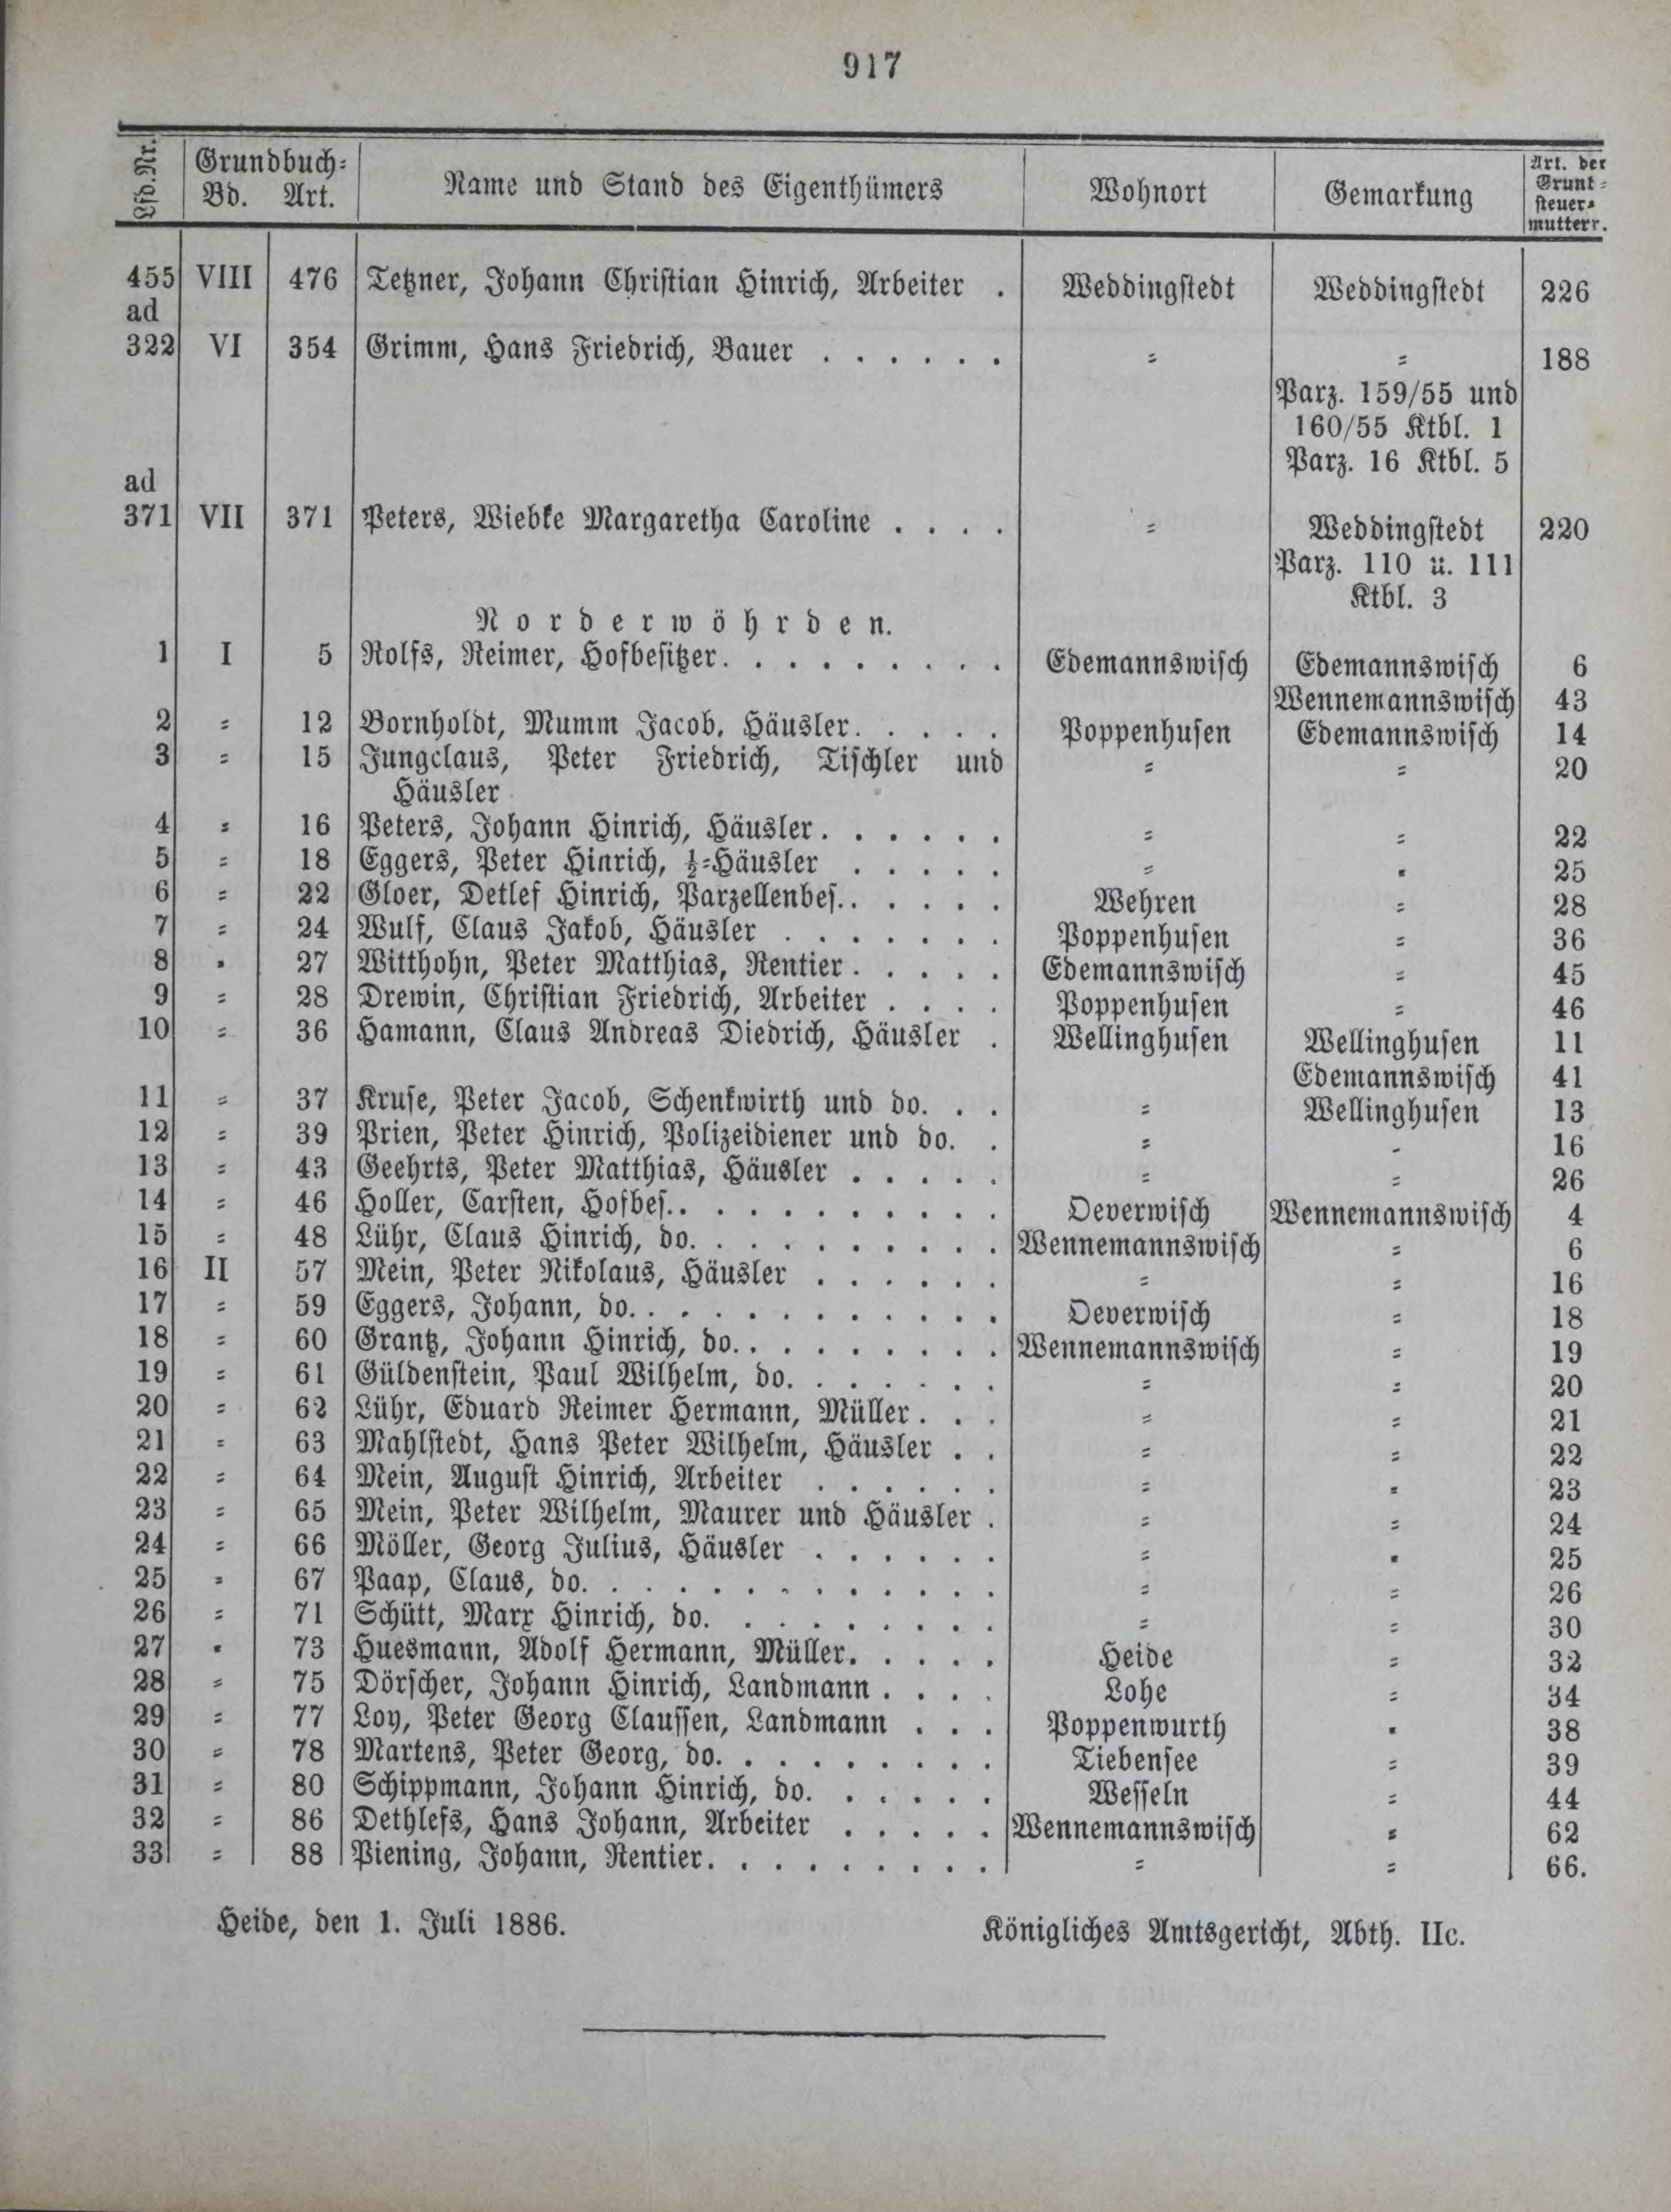 917
Lfd. Nr. Grundbuch= Bd. Art. Name und Stand des Eigenthümers Wohnort Gemarkung Art. der Grunt= steuer= mutterr.
455 VIII 476 Tetzner, Johann Christian Hinrich, Arbeiter . Weddingstedt Weddingstedt 226
ad
322 VI 354 Grimm, Hans Friedrich, Bauer . . . . . . = = 188
Parz. 159/55 und
160/55 Ktbl. 1
Parz. 16 Ktbl. 5
ad
371 VII 371 Peters, Wiebke Margaretha Caroline . . . . = Weddingstedt 220
Parz. 110 u. 111
Ktbl. 3
Norderwöhrden.
1 I 5 Rolfs, Reimer, Hofbesitzer. . . . . . . . . Edemannswisch Edemannswisch 6
Wennemannswisch 43
2 = 12 Bornholdt, Mumm Jacob, Häusler. . . . . Poppenhusen Edemannswisch 14
3 = 15 Jungclaus, Peter Friedrich, Tischler und = = 20
Häusler
4 = 16 Peters, Johann Hinrich, Häusler. . . . . . = = 22
5 = 18 Eggers, Peter Hinrich, ½=Häusler . . . . . = = 25
6 = 22 Gloer, Detlef Hinrich, Parzellenbes.. . . . . Wehren = 28
7 = 24 Wulf, Claus Jakob, Häusler . . . . . . . Poppenhusen = 36
8 = 27 Witthohn, Peter Matthias, Rentier. . . . . Edemannswisch = 45
9 = 28 Drewin, Christian Friedrich, Arbeiter . . . . Poppenhusen = 46
10 = 36 Hamann, Claus Andreas Diedrich, Häusler . Wellinghusen Wellinghusen 11
Edemannswisch 41
11 = 37 Kruse, Peter Jacob, Schenkwirth und do. . . = Wellinghusen 13
12 = 39 Prien, Peter Hinrich, Polizeidiener und do. . = = 16
13 = 43 Geehrts, Peter Matthias, Häusler . . . . . = = 26
14 = 46 Holler, Carsten, Hofbes.. . . . . . . . . . Deverwisch Wennemannswisch 4
15 = 48 Lühr, Claus Hinrich, do. . . . . . . . . . Wennemannswisch = 6
16 II 57 Mein, Peter Nikolaus, Häusler . . . . . . = = 16
17 = 59 Eggers, Johann, do. . . . . . . . . . . . Deverwisch = 18
18 = 60 Grantz, Johann Hinrich, do.. . . . . . . . Wennemannswisch = 19
19 = 61 Güldenstein, Paul Wilhelm, do. . . . . . . = = 20
20 = 62 Lühr, Eduard Reimer Hermann, Müller. . . = = 21
21 = 63 Mahlstedt, Hans Peter Wilhelm, Häusler . . = = 22
22 = 64 Mein, August Hinrich, Arbeiter . . . . . . = = 23
23 = 65 Mein, Peter Wilhelm, Maurer und Häusler . = = 24
24 = 66 Möller, Georg Julius, Häusler . . . . . . = = 25
25 = 67 Paap, Claus, do. . . . . . . . . . . . . = = 26
26 = 71 Schütt, Marx Hinrich, do. . . . . . . . . = = 30
27 = 73 Huesmann, Adolf Hermann, Müller. . . . . Heide = 32
28 = 75 Dörscher, Johann Hinrich, Landmann . . . . Lohe = 34
29 = 77 Loy, Peter Georg Claussen, Landmann . . . Poppenwurth = 38
30 = 78 Martens, Peter Georg, do. . . . . . . . . Tiebensee = 39
31 = 80 Schippmann, Johann Hinrich, do. . . . . . Wesseln = 44
32 = 86 Dethlefs, Hans Johann, Arbeiter . . . . . Wennemannswisch = 62
33 = 88 Piening, Johann, Rentier. . . . . . . . . = = 66.
Heide, den 1. Juli 1886. Königliches Amtsgericht, Abth. IIc.